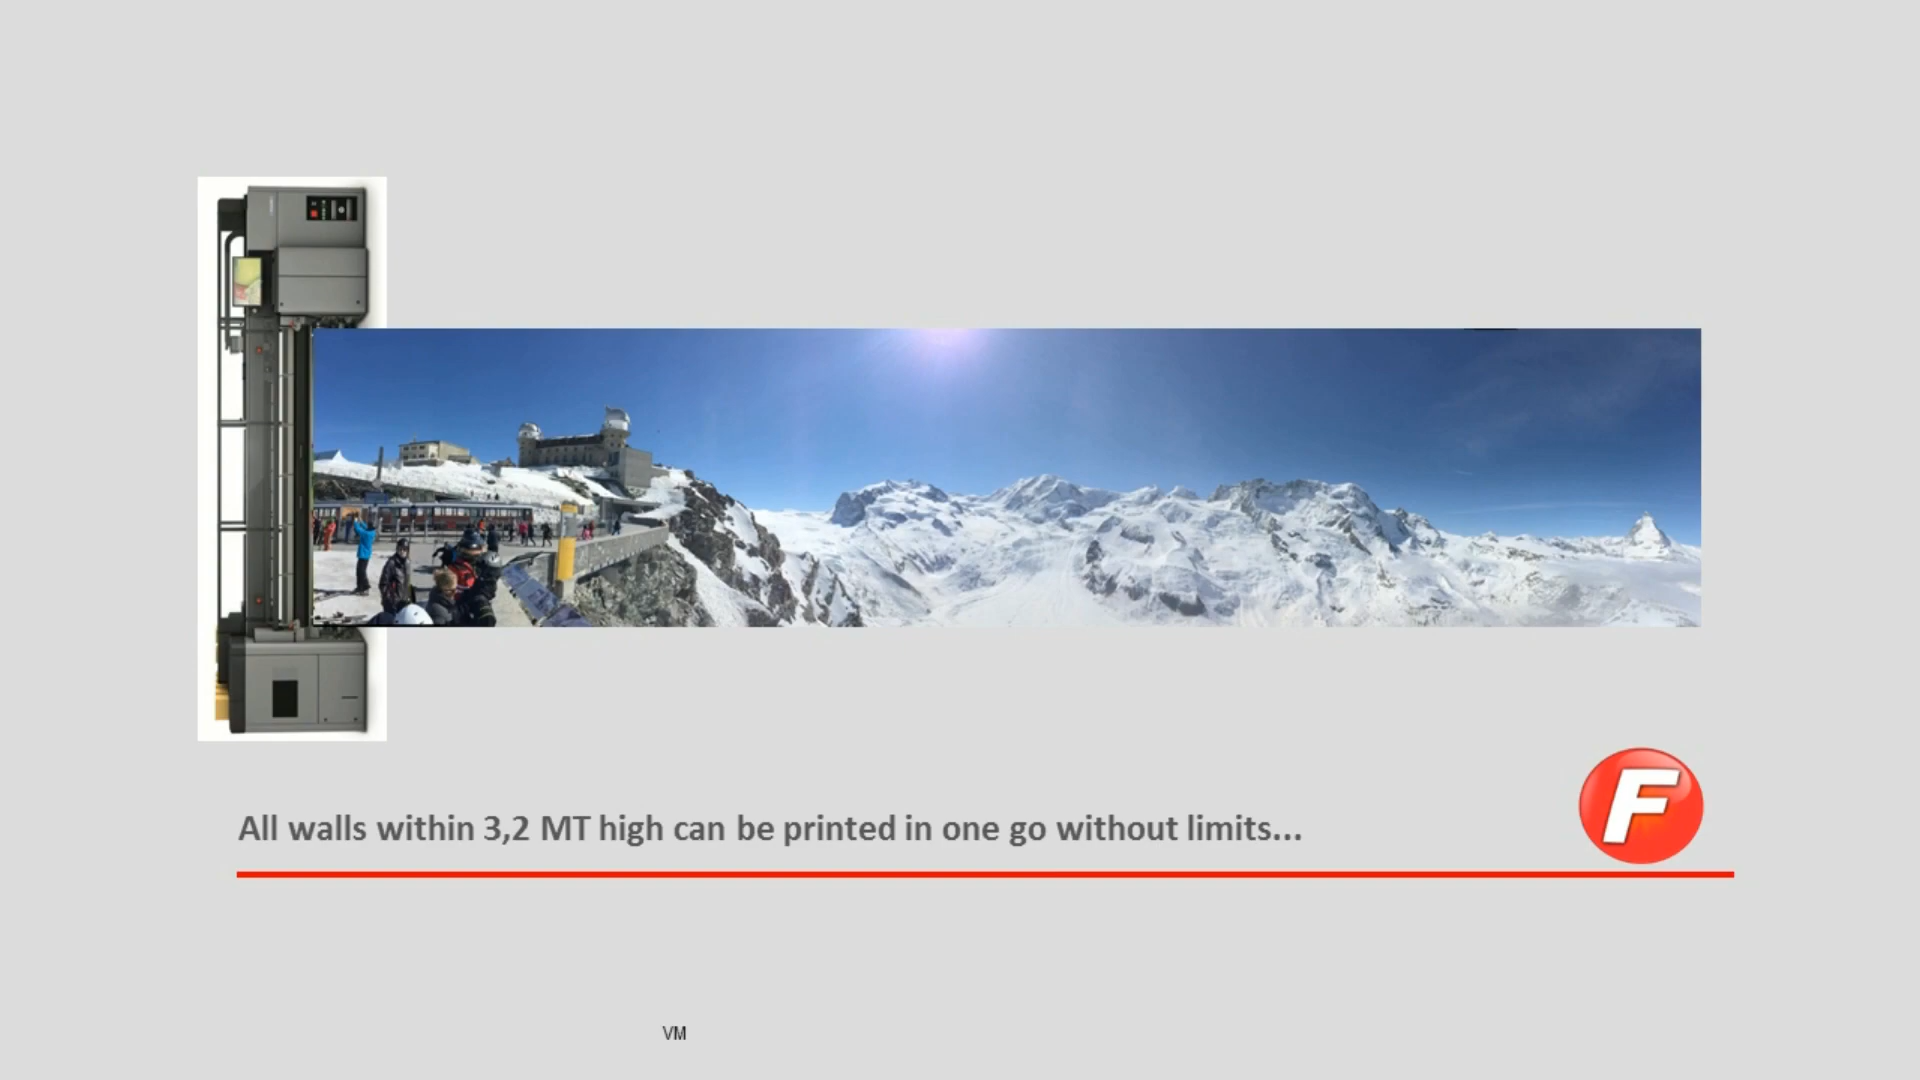 All walls within 3,2 MT high can be printed in one go without limits...
F
VM